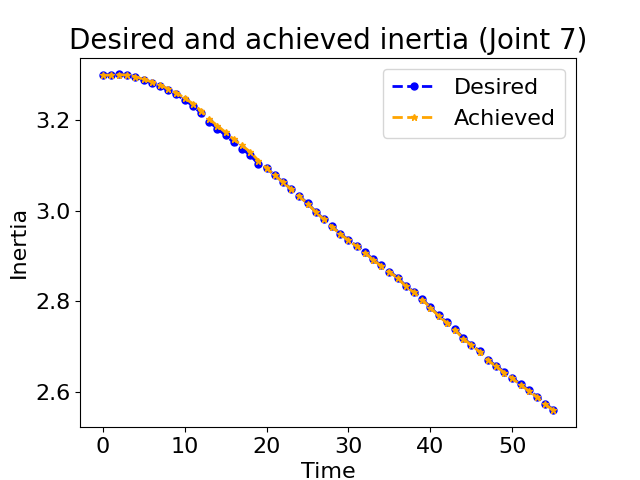 Desired and achieved inertia (Joint 7)
Desired
Achieved
Inertia
3.2
3.0
2.8
2.6
0 10 20 30 40 50
Time